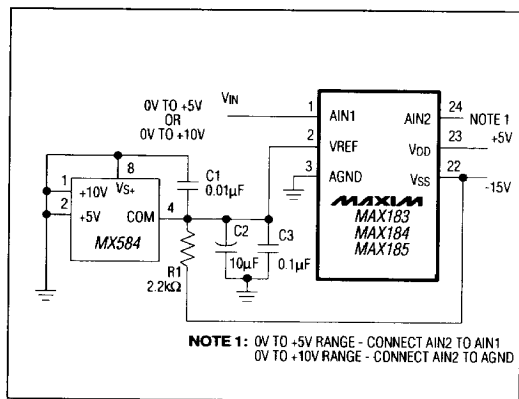 0V TO +5V
OR
0V TO +10V
VIN
1
AIN1
AIN2
24
NOTE 1
2
VREF
VDD
23
+5V
3
AGND
VSS
22
-15V
MAXIM
MAX183
MAX184
MAX185
8
VS+
1
+10V
2
+5V
COM
4
MX584
C1
0.01µF
C2
10µF
C3
0.1µF
R1
2.2kΩ
NOTE 1: 0V TO +5V RANGE - CONNECT AIN2 TO AIN1
0V TO +10V RANGE - CONNECT AIN2 TO AGND